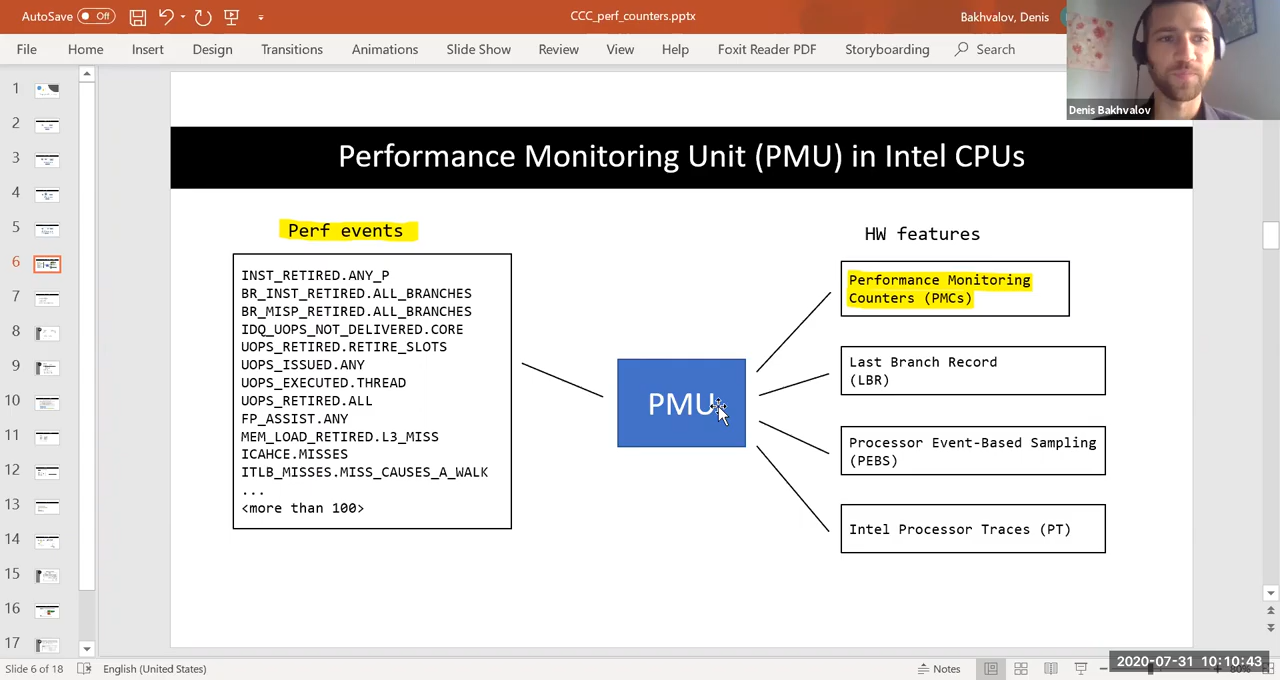 AutoSave Off
CCC_perf_counters.pptx
Bakhvalov, Denis
File Home Insert Design Transitions Animations Slide Show Review View Help Foxit Reader PDF Storyboarding Search
Denis Bakhvalov
1
2
3
4
5
6
7
8
9
10
11
12
13
14
15
16
17
Performance Monitoring Unit (PMU) in Intel CPUs
Perf events
INST_RETIRED.ANY_P
BR_INST_RETIRED.ALL_BRANCHES
BR_MISP_RETIRED.ALL_BRANCHES
IDQ_UOPS_NOT_DELIVERED.CORE
UOPS_RETIRED.RETIRE_SLOTS
UOPS_ISSUED.ANY
UOPS_EXECUTED.THREAD
UOPS_RETIRED.ALL
FP_ASSIST.ANY
MEM_LOAD_RETIRED.L3_MISS
ICAHCE.MISSES
ITLB_MISSES.MISS_CAUSES_A_WALK
...
<more than 100>
PMU
HW features
Performance Monitoring
Counters (PMCs)
Last Branch Record
(LBR)
Processor Event-Based Sampling
(PEBS)
Intel Processor Traces (PT)
Slide 6 of 18 English (United States) Notes
2020-07-31 10:10:43